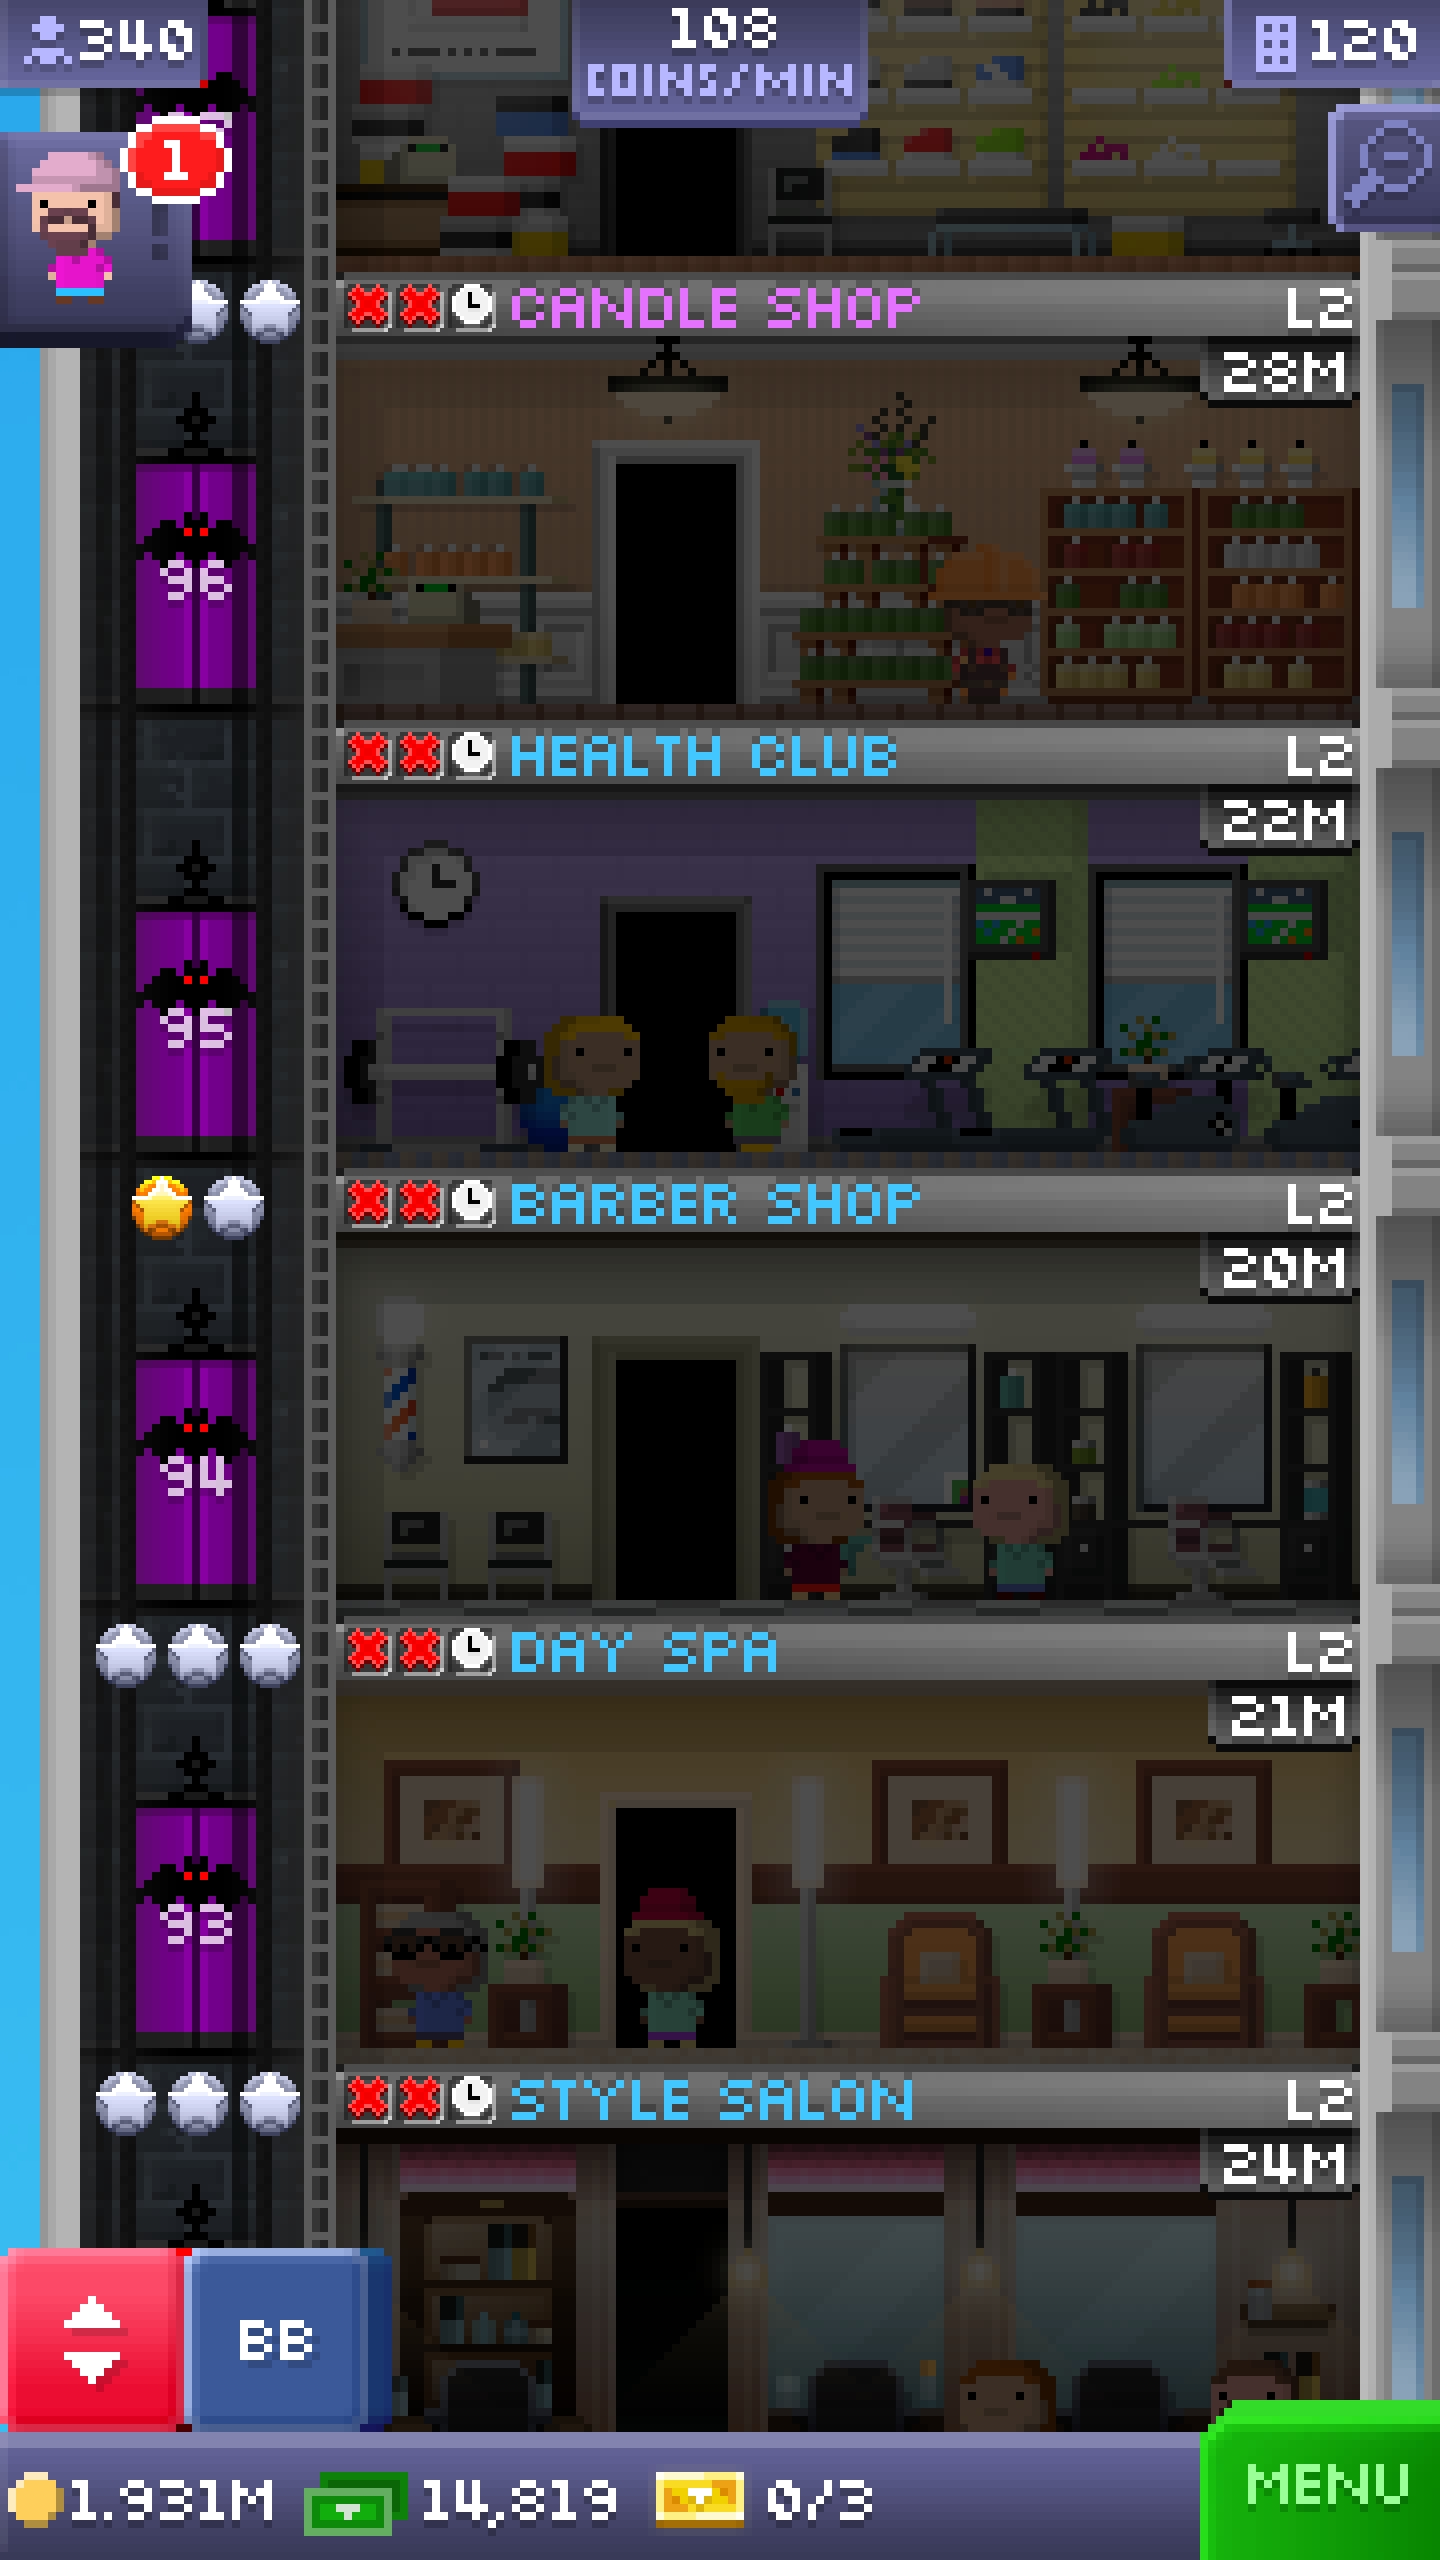 340
108
COINS/MIN
120
1
CANDLE SHOP
L2
28M
96
HEALTH CLUB
L2
22M
95
BARBER SHOP
L2
20M
94
DAY SPA
L2
21M
93
STYLE SALON
L2
24M
BB
1.931M
14,819
0/3
MENU